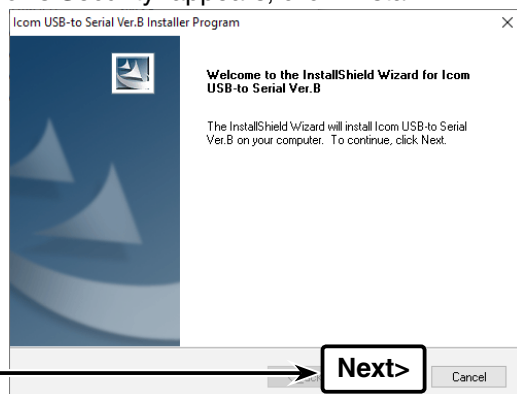 Icom USB-to Serial Ver.B Installer Program
Welcome to the InstallShield Wizard for Icom
USB-to Serial Ver.B
The InstallShield Wizard will install Icom USB-to Serial
Ver.B on your computer. To continue, click Next.
Next>
Cancel